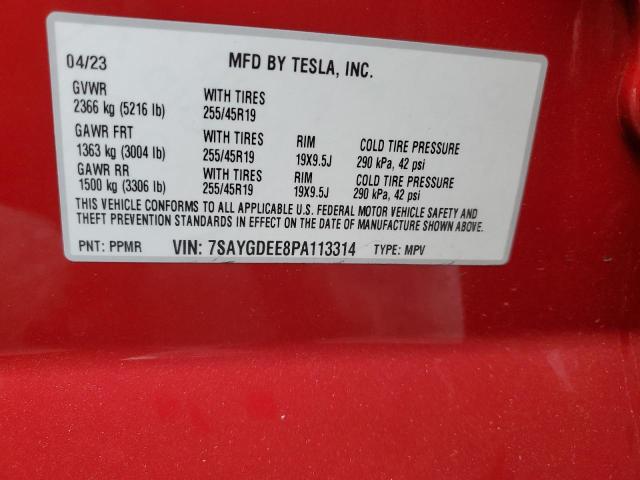 04/23 MFD BY TESLA, INC.
GVWR
2366 kg (5216 lb) WITH TIRES 255/45R19
GAWR FRT
1363 kg (3004 lb) WITH TIRES 255/45R19 RIM 19X9.5J COLD TIRE PRESSURE 290 kPa, 42 psi
GAWR RR
1500 kg (3306 lb) WITH TIRES 255/45R19 RIM 19X9.5J COLD TIRE PRESSURE 290 kPa, 42 psi
THIS VEHICLE CONFORMS TO ALL APPLICABLE U.S. FEDERAL MOTOR VEHICLE SAFETY AND
THEFT PREVENTION STANDARDS IN EFFECT ON THE DATE OF MANUFACTURE SHOWN ABOVE.
PNT: PPMR VIN: 7SAYGDEE8PA113314 TYPE: MPV